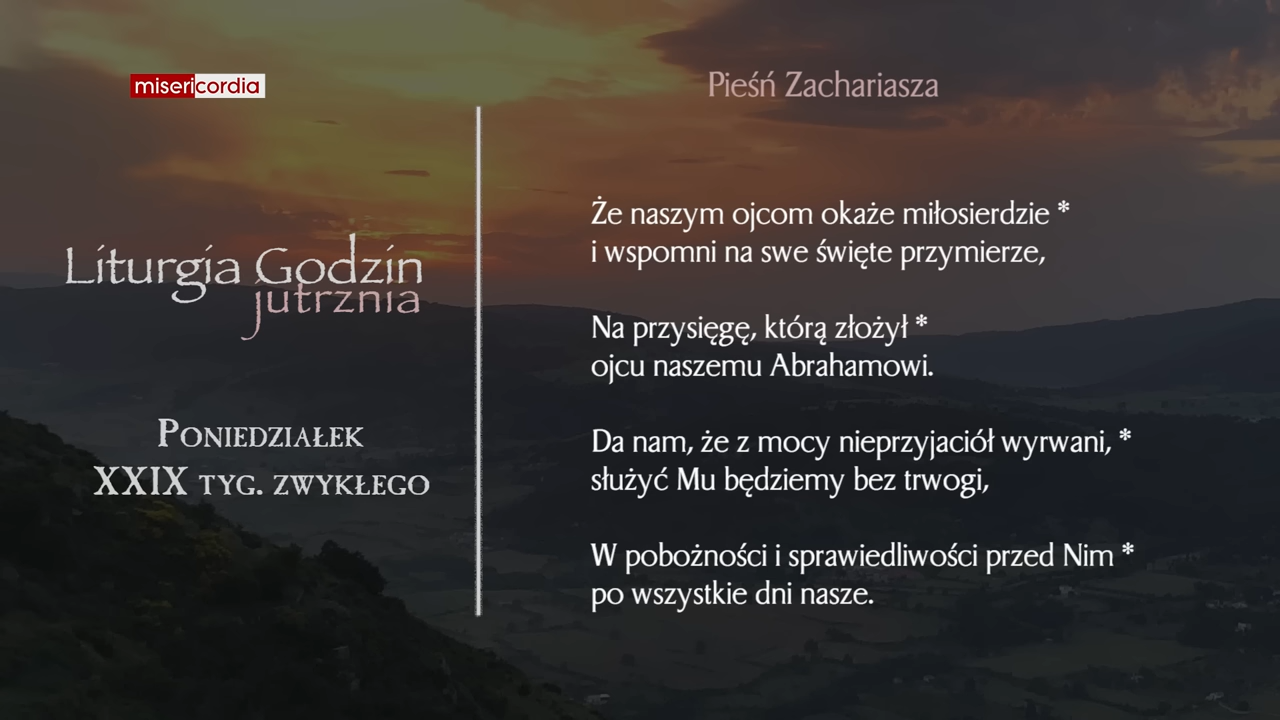 misericordia
Liturgia Godzin
jutrznia
Poniedziałek
XXIX tyg. zwykłego
Pieśń Zachariasza
Że naszym ojcom okaże miłosierdzie *
i wspomni na swe święte przymierze,
Na przysięgę, którą złożył *
ojcu naszemu Abrahamowi.
Da nam, że z mocy nieprzyjaciół wyrwani, *
służyć Mu będziemy bez trwogi,
W pobożności i sprawiedliwości przed Nim *
po wszystkie dni nasze.